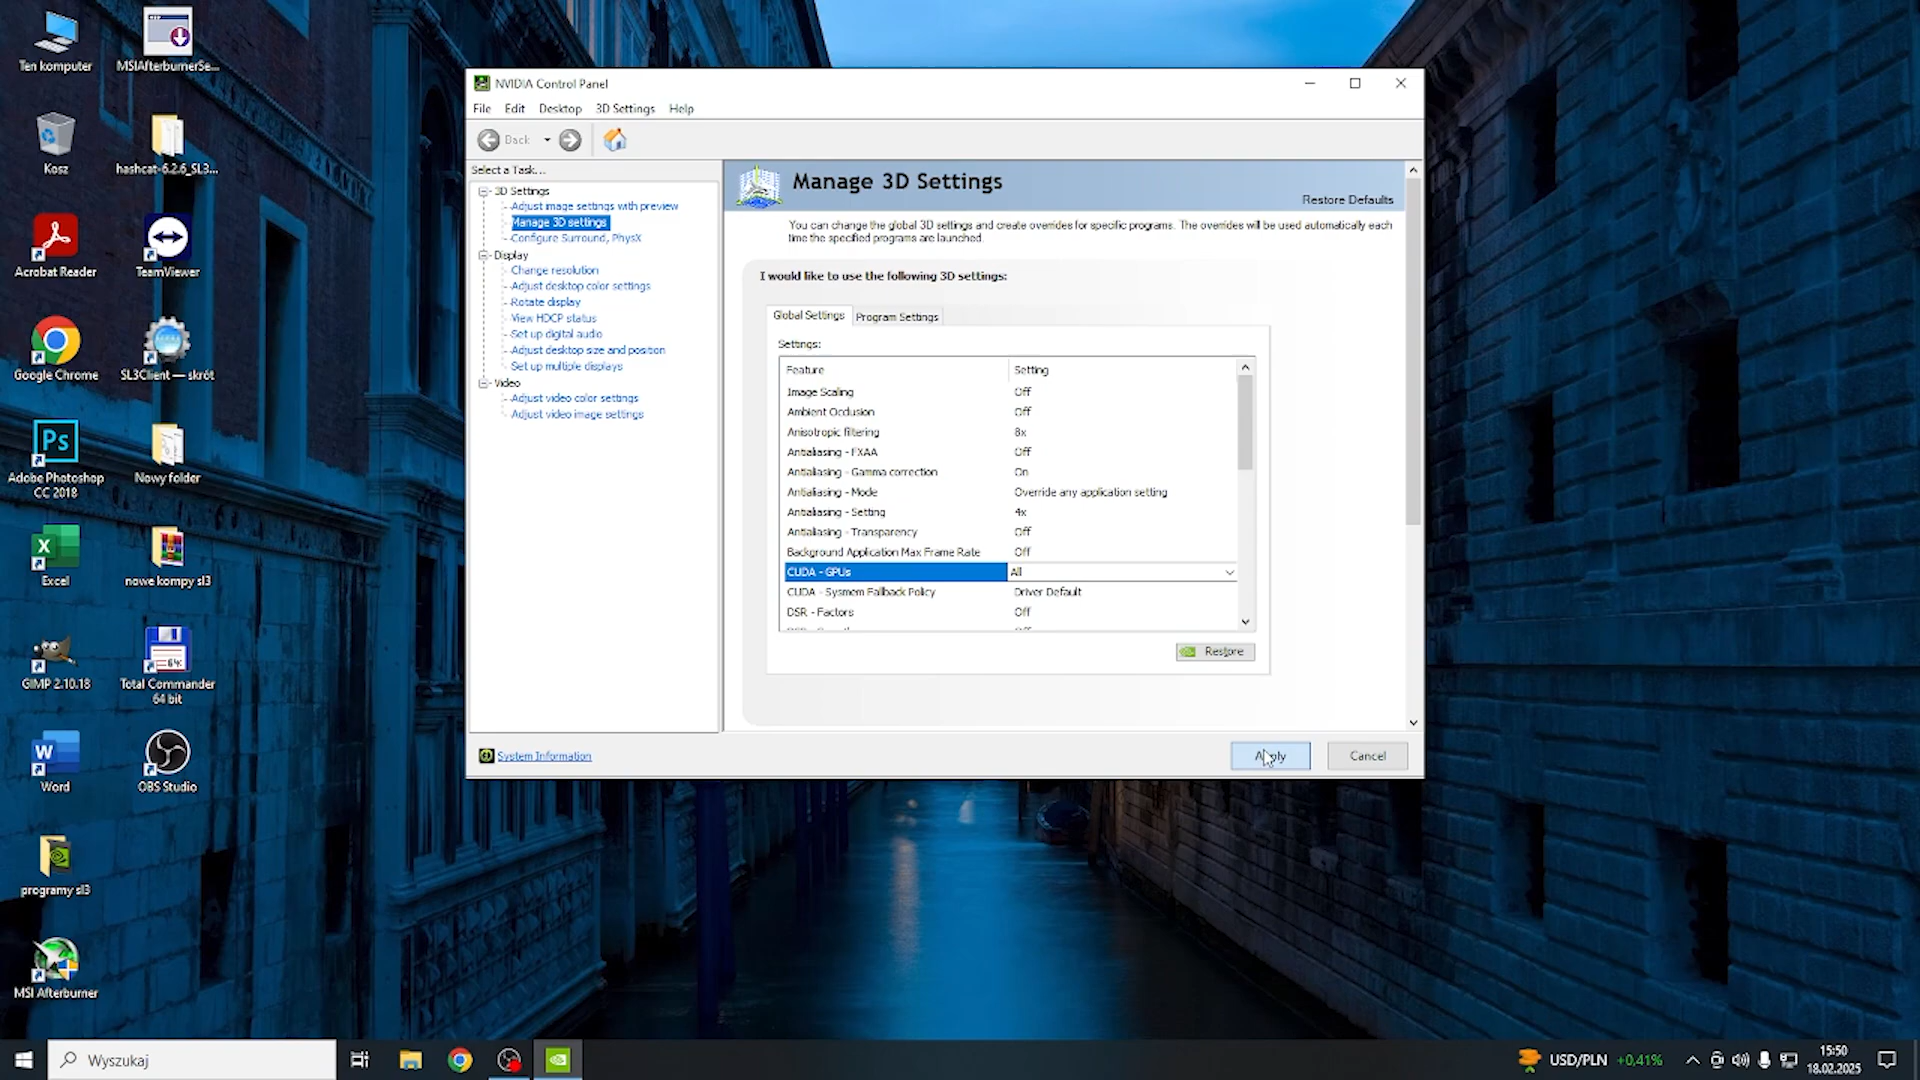 Ten komputer
MSIAfterburnerSe...
Kosz
hashcat-6.2.6_SL3...
Acrobat Reader
TeamViewer
Google Chrome
SL3Client — skrót
Ps
Adobe Photoshop
CC 2018
Nowy folder
Excel
nowe kompy sl3
GIMP 2.10.18
Total Commander
64 bit
Word
OBS Studio
programy sl3
MSI Afterburner
NVIDIA Control Panel
File Edit Desktop 3D Settings Help
Back
Select a Task...
3D Settings
Adjust image settings with preview
Manage 3D settings
Configure Surround, PhysX
Display
Change resolution
Adjust desktop color settings
Rotate display
View HDCP status
Set up digital audio
Adjust desktop size and position
Set up multiple displays
Video
Adjust video color settings
Adjust video image settings
System Information
Manage 3D Settings
Restore Defaults
You can change the global 3D settings and create overrides for specific programs. The overrides will be used automatically each
time the specified programs are launched.
I would like to use the following 3D settings:
Global Settings Program Settings
Settings:
Feature Setting
Image Scaling Off
Ambient Occlusion Off
Anisotropic filtering 8x
Antialiasing - FXAA Off
Antialiasing - Gamma correction On
Antialiasing - Mode Override any application setting
Antialiasing - Setting 4x
Antialiasing - Transparency Off
Background Application Max Frame Rate Off
CUDA - GPUs All
CUDA - Sysmem Fallback Policy Driver Default
DSR - Factors Off
Restore
Apply Cancel
Wyszukaj
USD/PLN +0,41%
15:50
18.02.2025